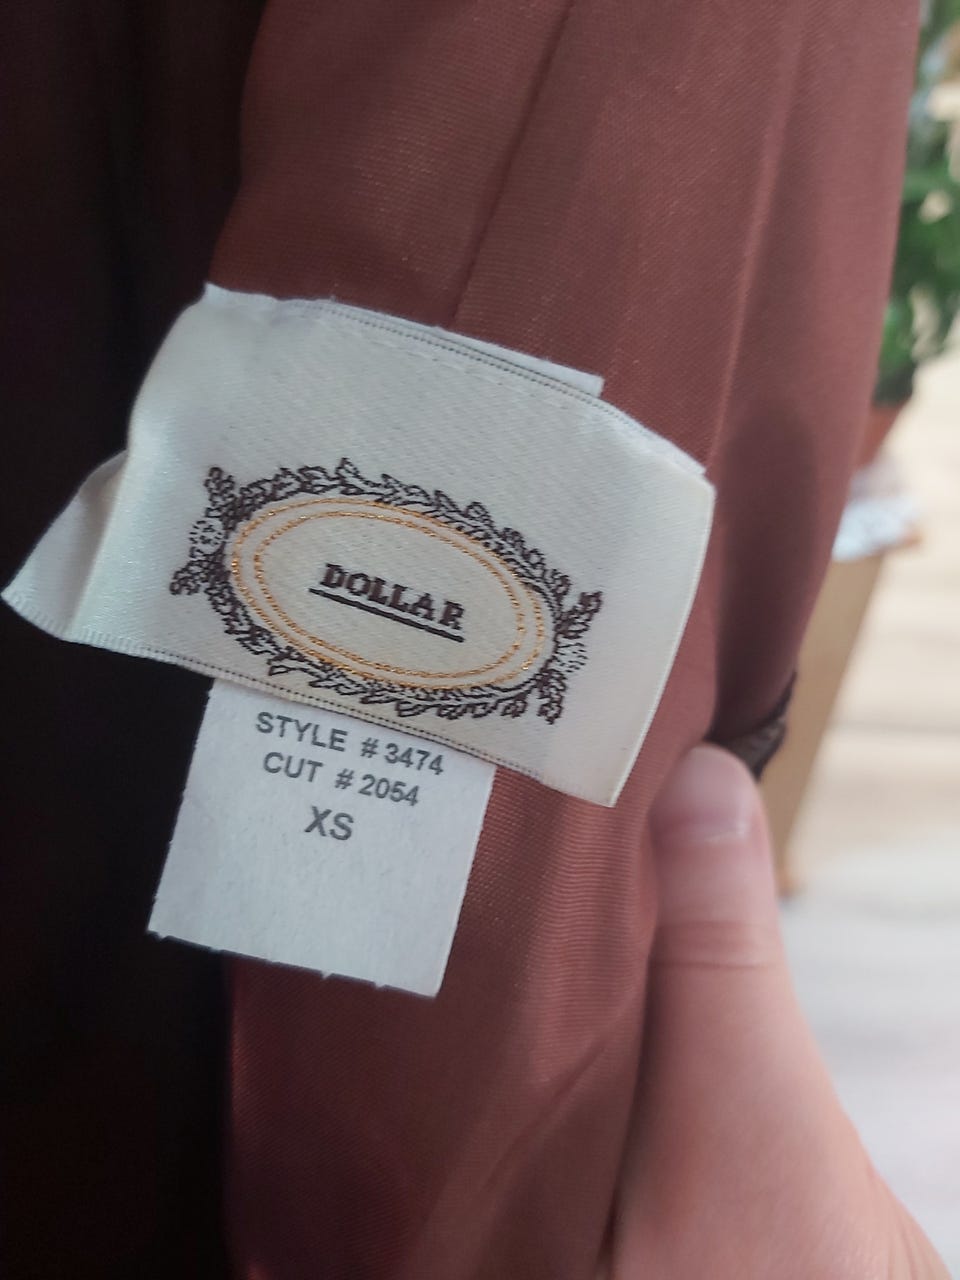 DOLLAR
STYLE #3474
CUT #2054
XS